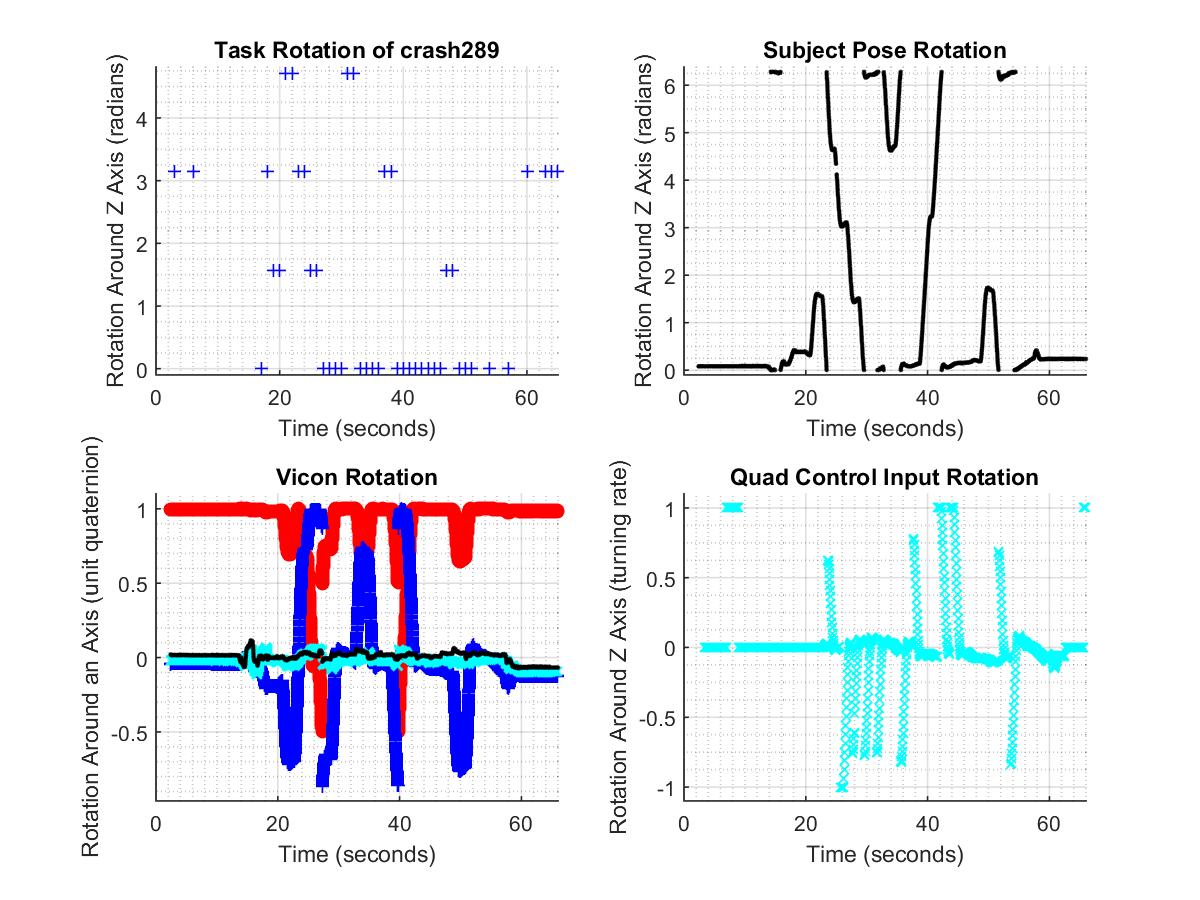 Task Rotation of crash289
Rotation Around Z Axis (radians)
4
3
2
1
0
0 20 40 60
Time (seconds)
Subject Pose Rotation
Rotation Around Z Axis (radians)
6
5
4
3
2
1
0
0 20 40 60
Time (seconds)
Vicon Rotation
Rotation Around an Axis (unit quaternion)
1
0.5
0
-0.5
0 20 40 60
Time (seconds)
Quad Control Input Rotation
Rotation Around Z Axis (turning rate)
1
0.5
0
-0.5
-1
0 20 40 60
Time (seconds)